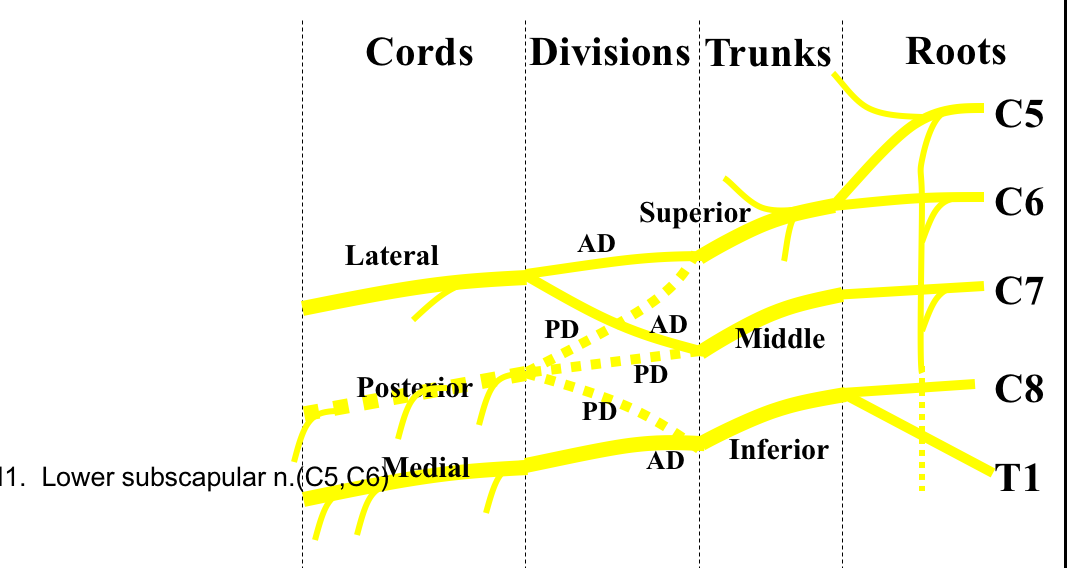 Cords Divisions Trunks Roots
C5
C6
Superior
AD
Lateral
C7
PD AD
Middle
PD
Posterior
C8
PD
Inferior
AD
Medial
11. Lower subscapular n.(C5,C6)
T1